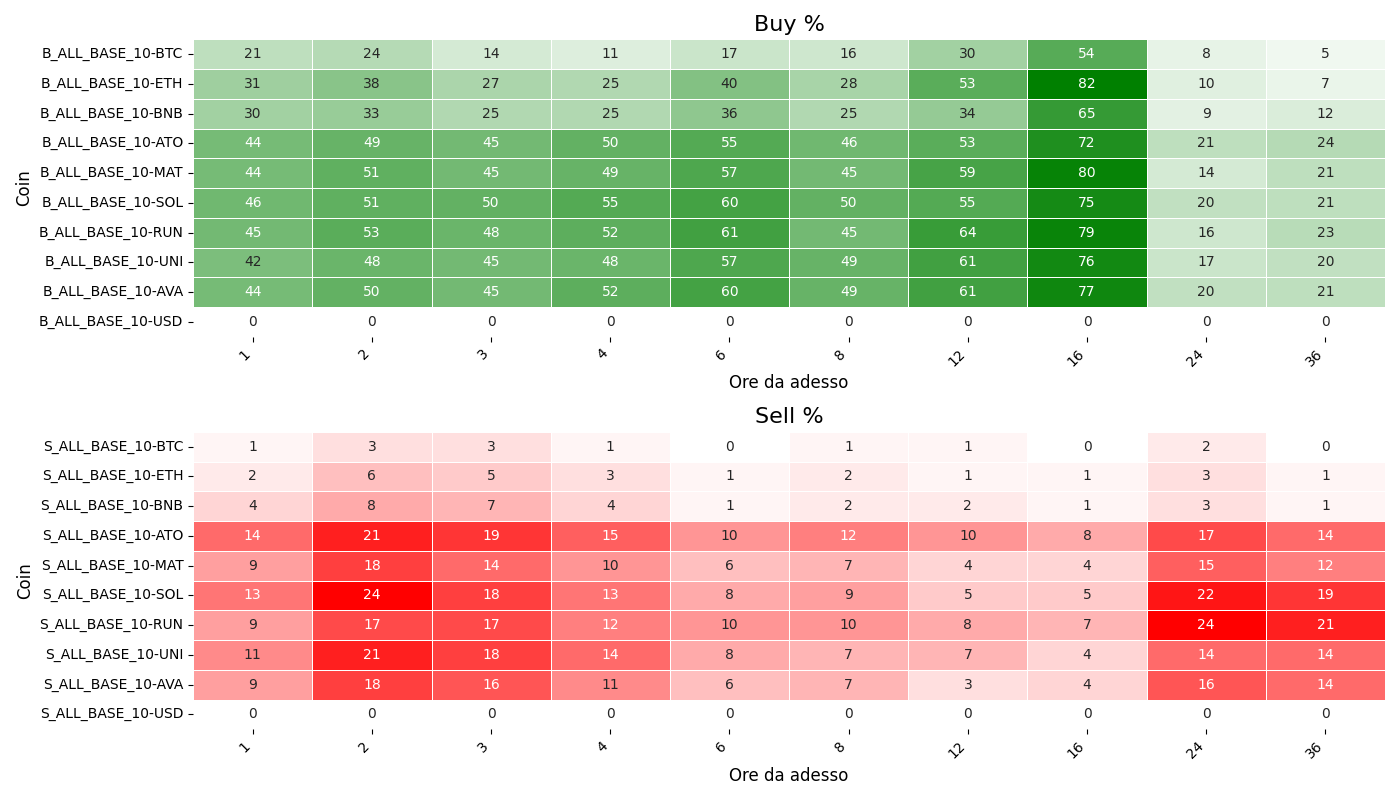 Buy %
Coin
B_ALL_BASE_10-BTC 21 24 14 11 17 16 30 54 8 5
B_ALL_BASE_10-ETH 31 38 27 25 40 28 53 82 10 7
B_ALL_BASE_10-BNB 30 33 25 25 36 25 34 65 9 12
B_ALL_BASE_10-ATO 44 49 45 50 55 46 53 72 21 24
B_ALL_BASE_10-MAT 44 51 45 49 57 45 59 80 14 21
B_ALL_BASE_10-SOL 46 51 50 55 60 50 55 75 20 21
B_ALL_BASE_10-RUN 45 53 48 52 61 45 64 79 16 23
B_ALL_BASE_10-UNI 42 48 45 48 57 49 61 76 17 20
B_ALL_BASE_10-AVA 44 50 45 52 60 49 61 77 20 21
B_ALL_BASE_10-USD 0 0 0 0 0 0 0 0 0 0
1 2 3 4 6 8 12 16 24 36
Ore da adesso
Sell %
Coin
S_ALL_BASE_10-BTC 1 3 3 1 0 1 1 0 2 0
S_ALL_BASE_10-ETH 2 6 5 3 1 2 1 1 3 1
S_ALL_BASE_10-BNB 4 8 7 4 1 2 2 1 3 1
S_ALL_BASE_10-ATO 14 21 19 15 10 12 10 8 17 14
S_ALL_BASE_10-MAT 9 18 14 10 6 7 4 4 15 12
S_ALL_BASE_10-SOL 13 24 18 13 8 9 5 5 22 19
S_ALL_BASE_10-RUN 9 17 17 12 10 10 8 7 24 21
S_ALL_BASE_10-UNI 11 21 18 14 8 7 7 4 14 14
S_ALL_BASE_10-AVA 9 18 16 11 6 7 3 4 16 14
S_ALL_BASE_10-USD 0 0 0 0 0 0 0 0 0 0
1 2 3 4 6 8 12 16 24 36
Ore da adesso